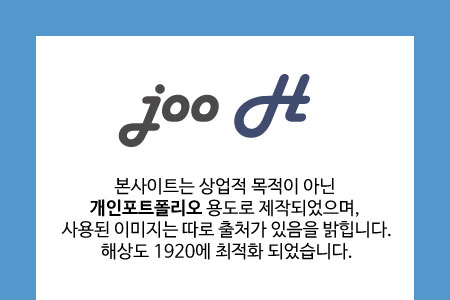 joo H
본사이트는 상업적 목적이 아닌
개인포트폴리오 용도로 제작되었으며,
사용된 이미지는 따로 출처가 있음을 밝힙니다.
해상도 1920에 최적화 되었습니다.